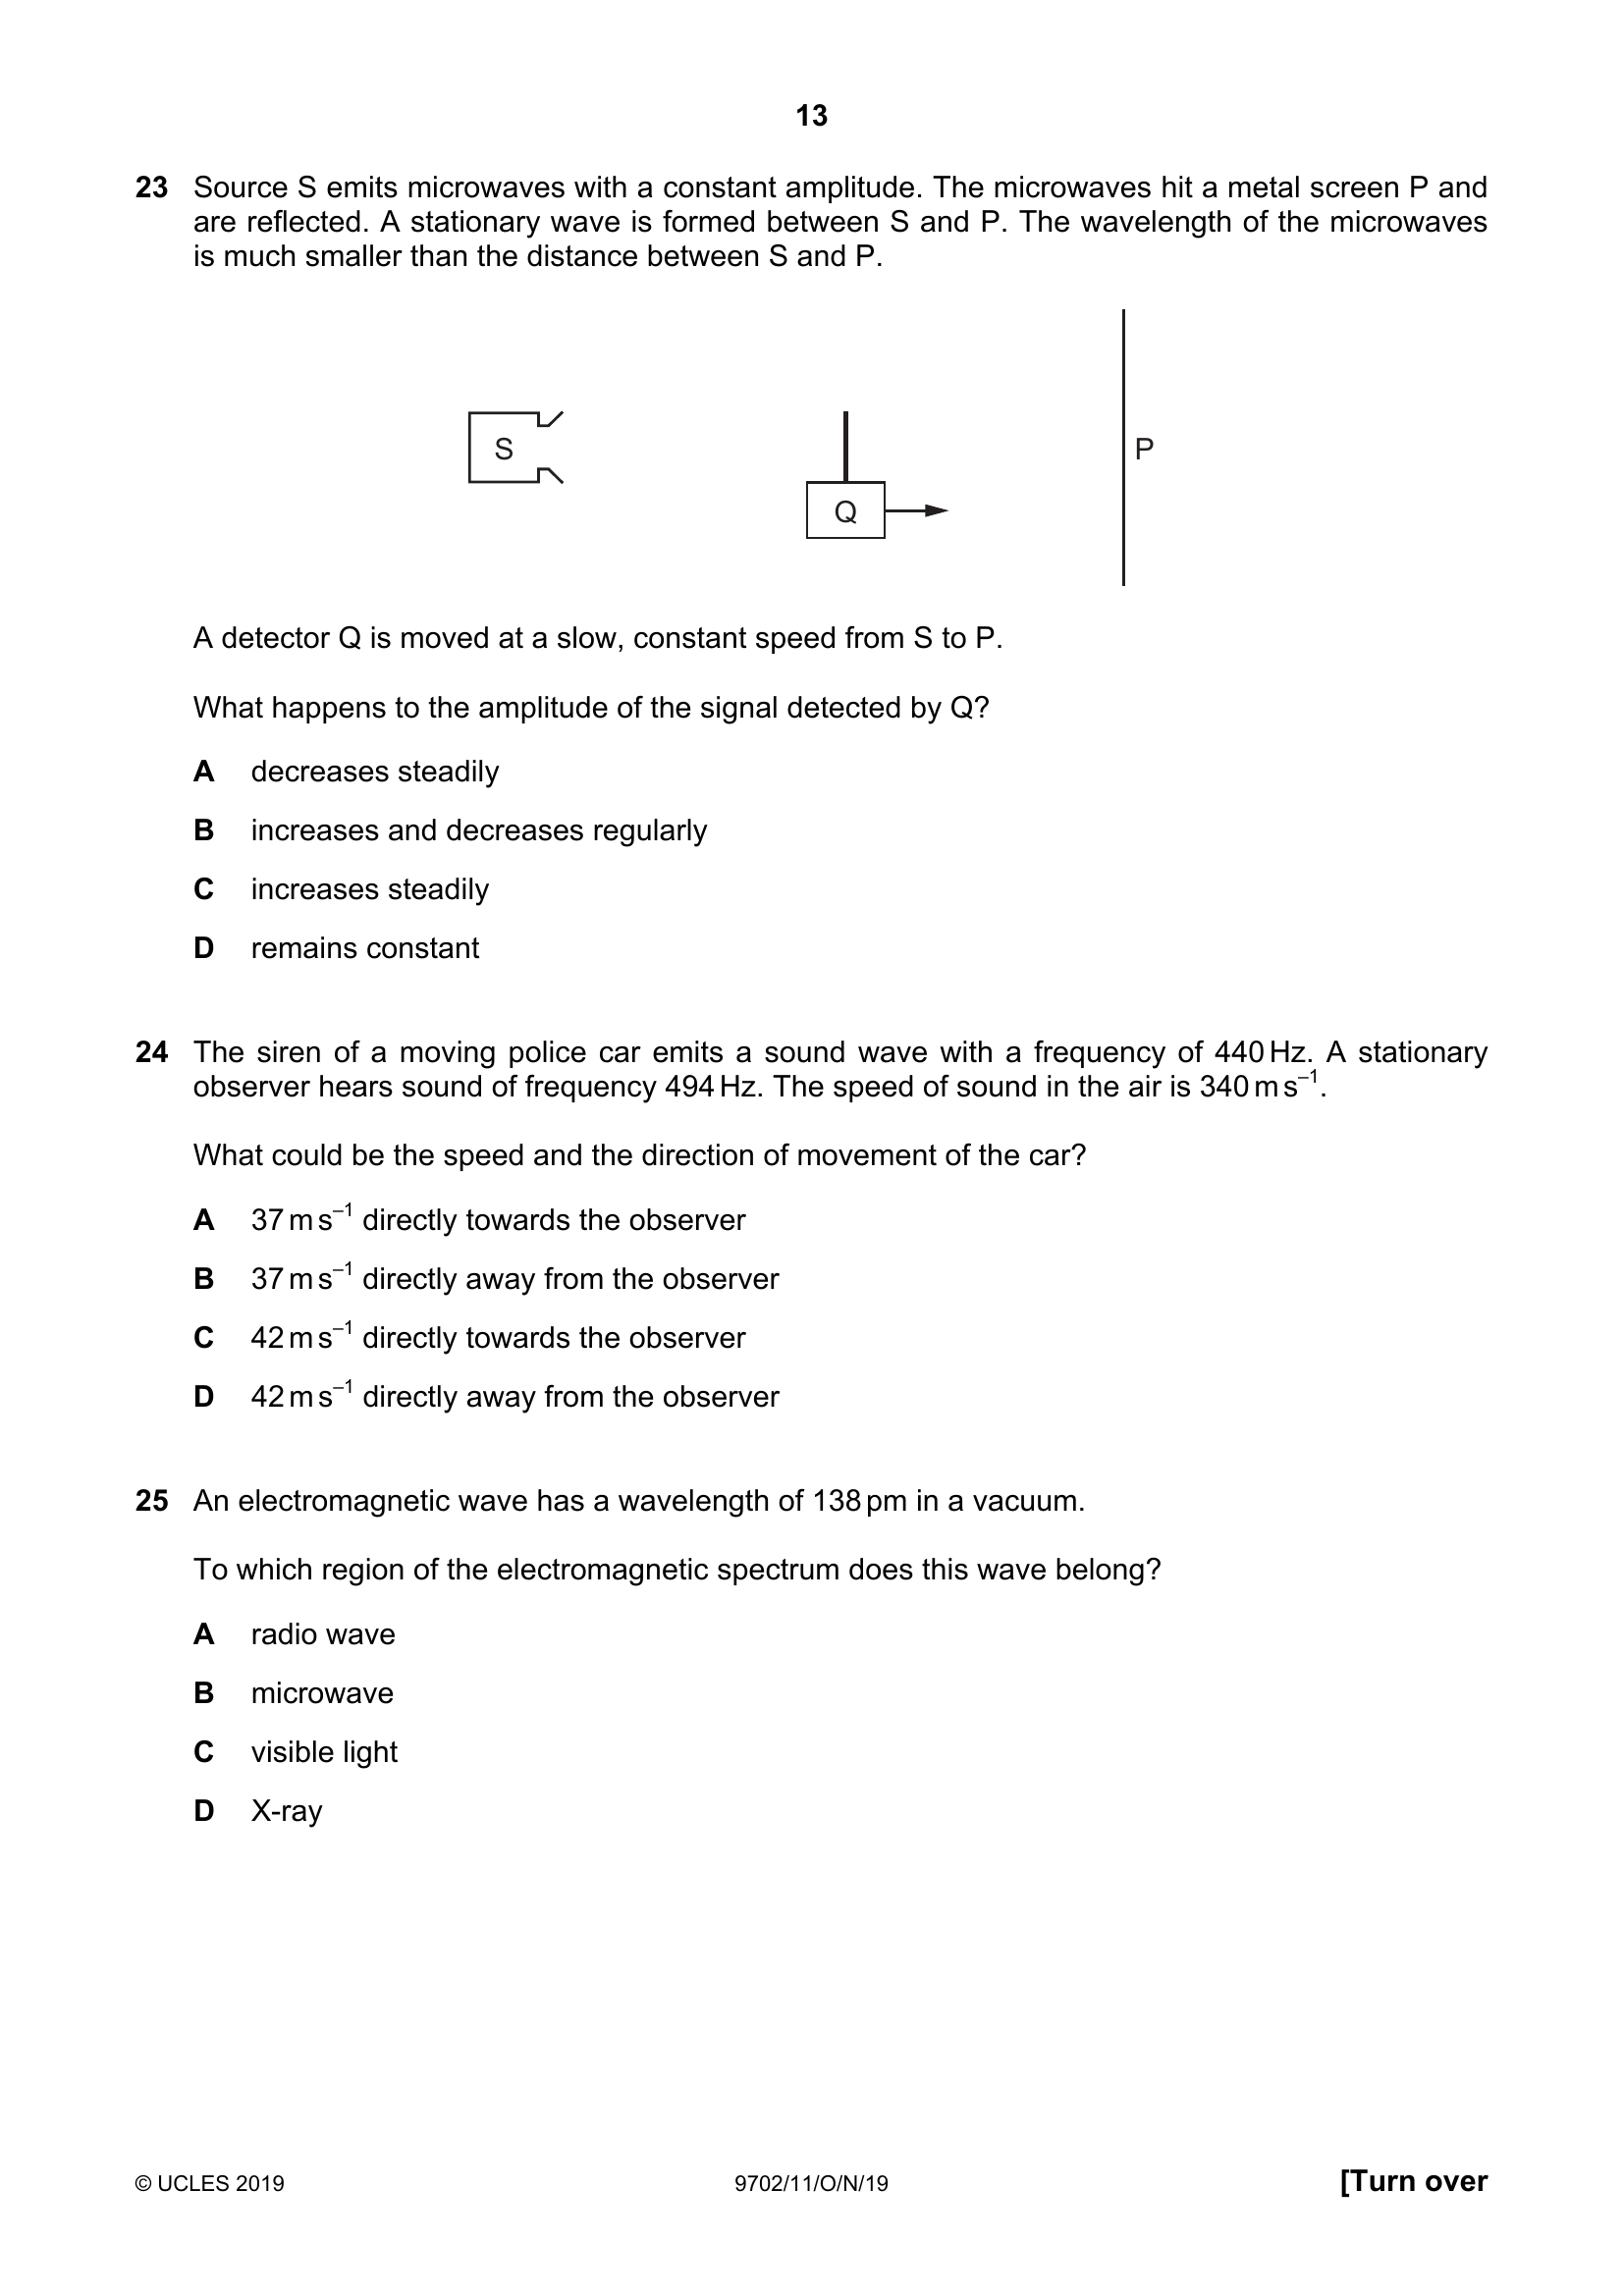 13
23 Source S emits microwaves with a constant amplitude. The microwaves hit a metal screen P and
are reflected. A stationary wave is formed between S and P. The wavelength of the microwaves
is much smaller than the distance between S and P.
S
P
Q
A detector Q is moved at a slow, constant speed from S to P.
What happens to the amplitude of the signal detected by Q?
A decreases steadily
B increases and decreases regularly
C increases steadily
D remains constant
24 The siren of a moving police car emits a sound wave with a frequency of 440 Hz. A stationary
observer hears sound of frequency 494 Hz. The speed of sound in the air is 340 m s⁻¹.
What could be the speed and the direction of movement of the car?
A 37 m s⁻¹ directly towards the observer
B 37 m s⁻¹ directly away from the observer
C 42 m s⁻¹ directly towards the observer
D 42 m s⁻¹ directly away from the observer
25 An electromagnetic wave has a wavelength of 138 pm in a vacuum.
To which region of the electromagnetic spectrum does this wave belong?
A radio wave
B microwave
C visible light
D X-ray
© UCLES 2019 9702/11/O/N/19 [Turn over